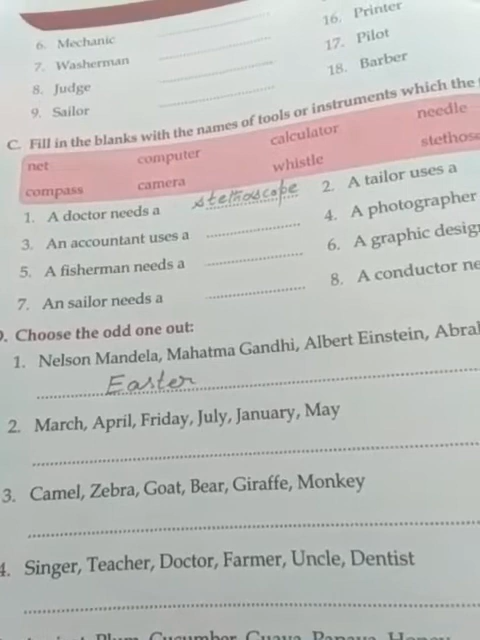 6. Mechanic
16. Printer
7. Washerman
17. Pilot
8. Judge
18. Barber
9. Sailor
C. Fill in the blanks with the names of tools or instruments which the
net computer calculator needle
compass camera whistle
1. A doctor needs a stethoscope 2. A tailor uses a
3. An accountant uses a 4. A photographer
5. A fisherman needs a 6. A graphic
7. An sailor needs a 8. A conductor
Choose the odd one out:
1. Nelson Mandela, Mahatma Gandhi, Albert Einstein,
Easter
2. March, April, Friday, July, January, May
3. Camel, Zebra, Goat, Bear, Giraffe, Monkey
4. Singer, Teacher, Doctor, Farmer, Uncle, Dentist